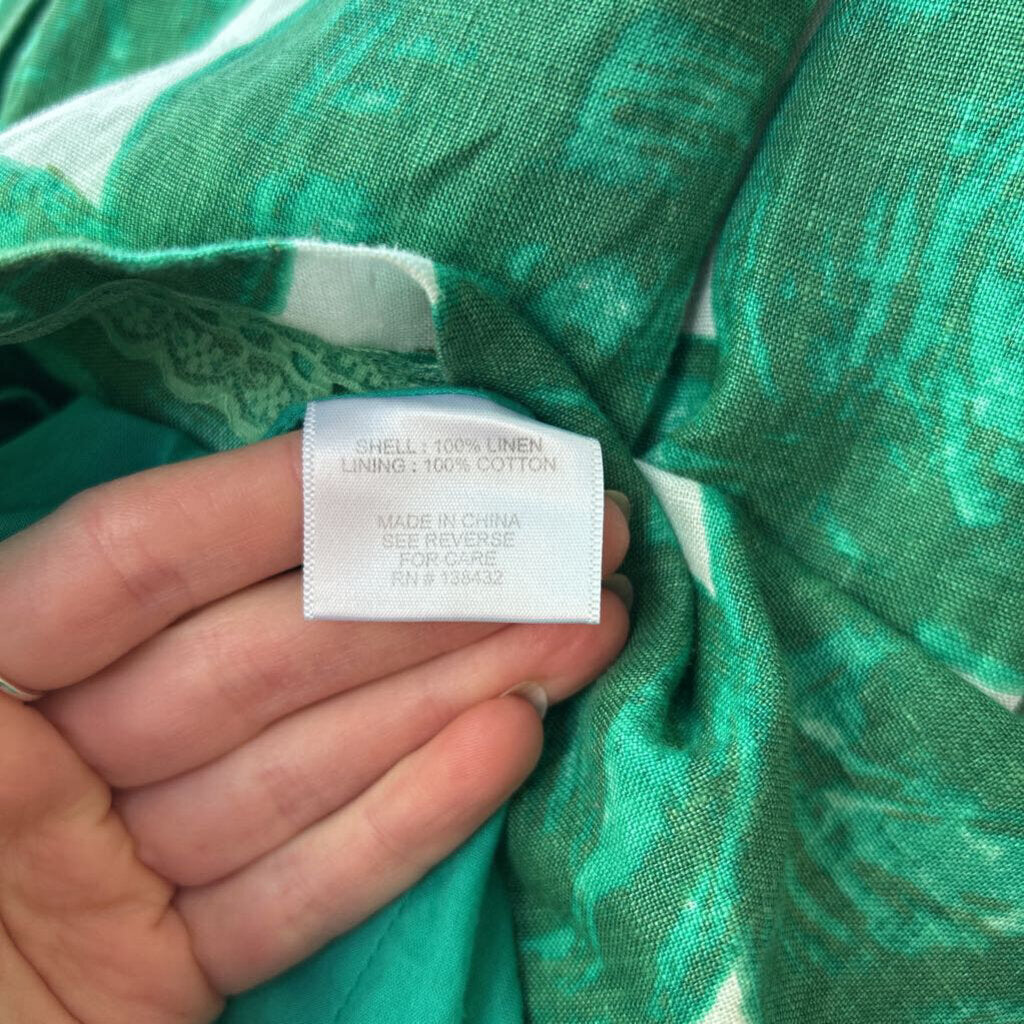 SHELL : 100% LINEN
LINING : 100% COTTON
MADE IN CHINA
SEE REVERSE
FOR CARE
RN # 138432